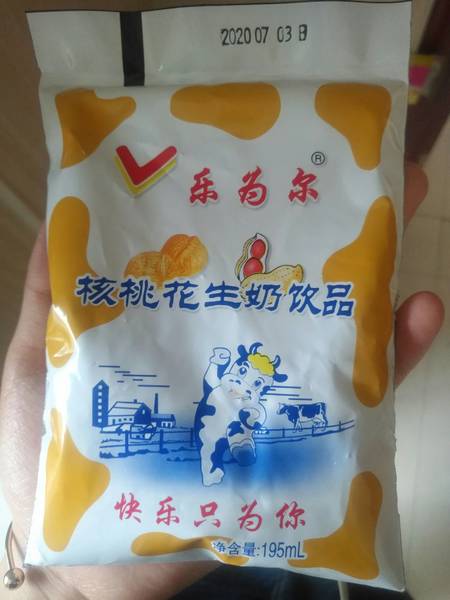 2020 07 03 B
乐为尔®
核桃花生奶饮品
快乐只为你
净含量:195mL